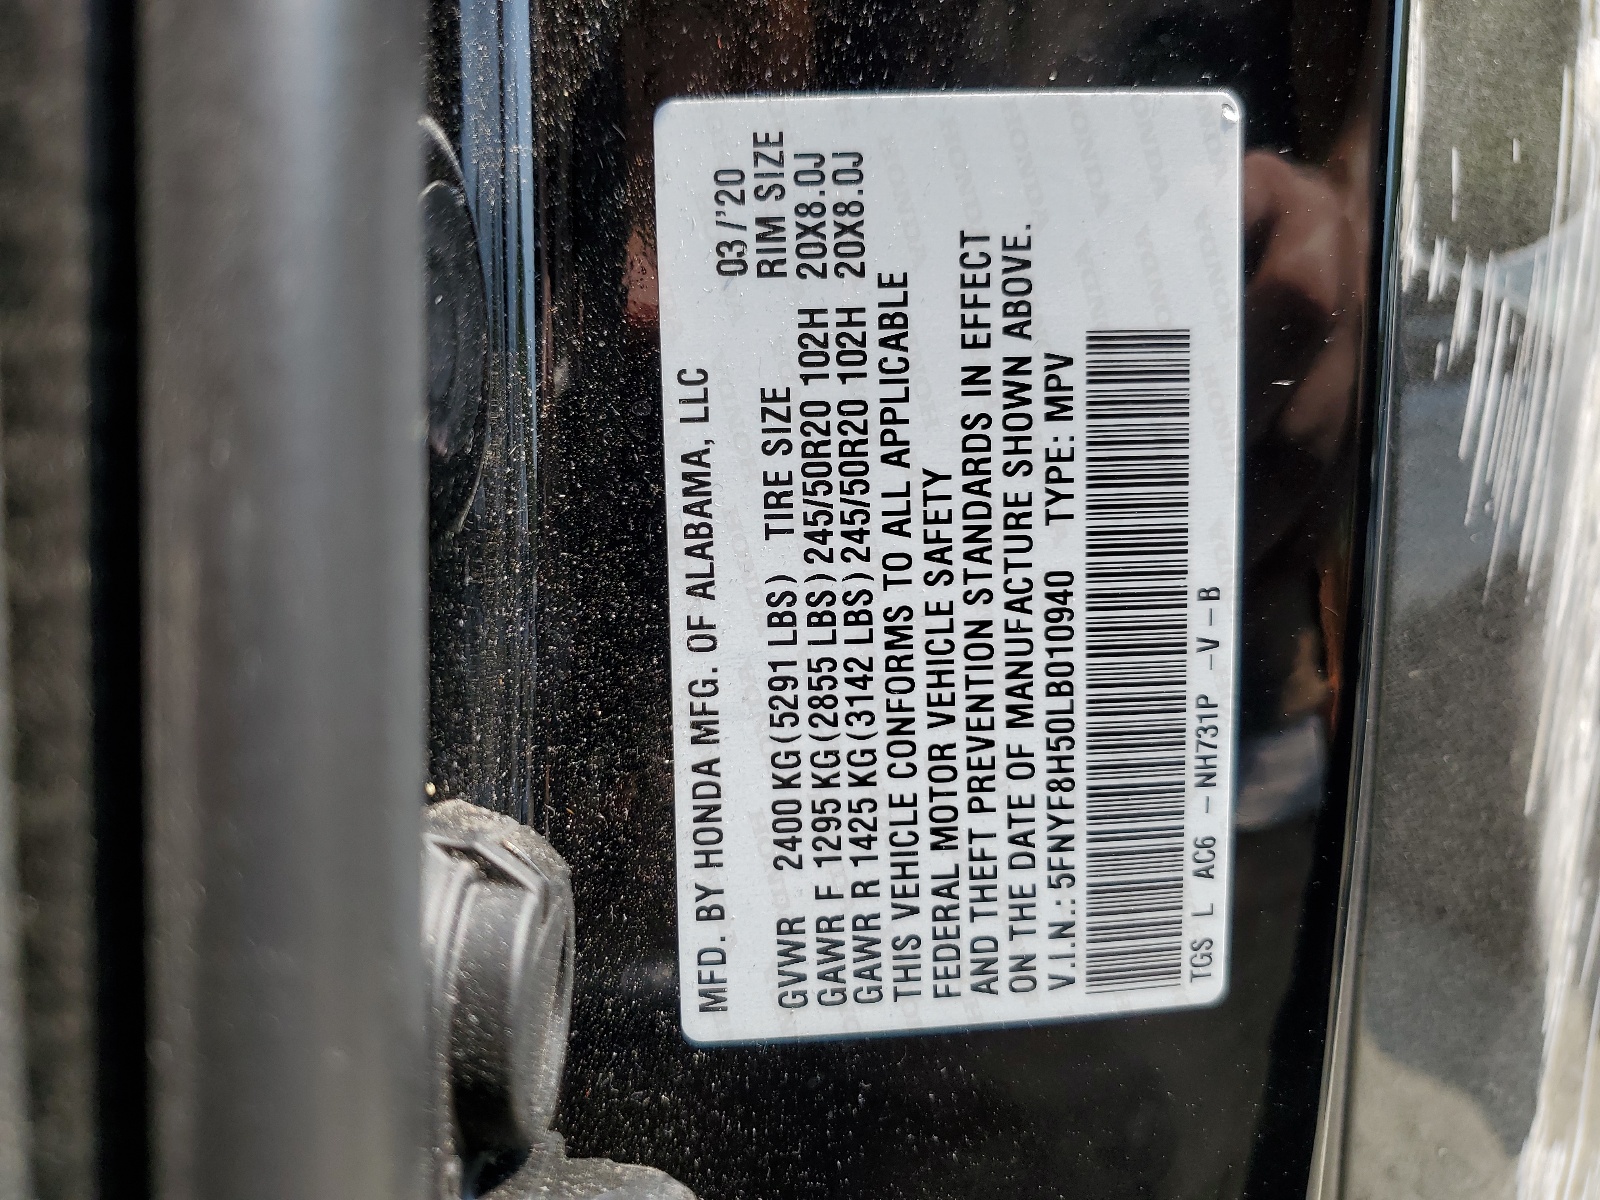 MFD. BY HONDA MFG. OF ALABAMA, LLC
03/'20
GVWR 2400 KG (5291 LBS) TIRE SIZE RIM SIZE
GAWR F 1295 KG (2855 LBS) 245/50R20 102H 20X8.0J
GAWR R 1425 KG (3142 LBS) 245/50R20 102H 20X8.0J
THIS VEHICLE CONFORMS TO ALL APPLICABLE
FEDERAL MOTOR VEHICLE SAFETY
AND THEFT PREVENTION STANDARDS IN EFFECT
ON THE DATE OF MANUFACTURE SHOWN ABOVE.
V.I.N.: 5FNYF8H50LB010940 TYPE: MPV
TGS L AC6 - NH731P - V - B